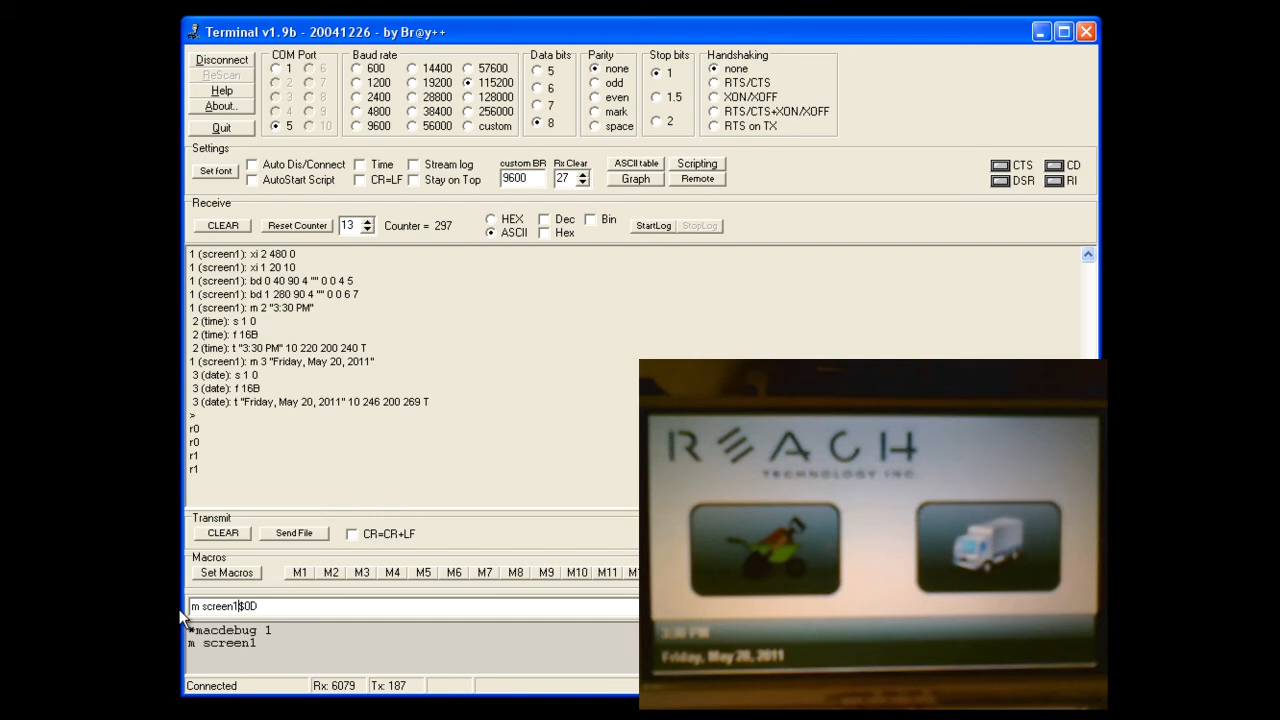 Terminal v1.9b - 20041226 - by Br@y++
Disconnect
ReScan
Help
About..
Quit
COM Port
1 6
2 7
3 8
4 9
5 10
Baud rate
600 14400 57600
1200 19200 115200
2400 28800 128000
4800 38400 256000
9600 56000 custom
Data bits
5
6
7
8
Parity
none
odd
even
mark
space
Stop bits
1
1.5
2
Handshaking
none
RTS/CTS
XON/XOFF
RTS/CTS+XON/XOFF
RTS on TX
Settings
Set font
Auto Dis/Connect Time Stream log
AutoStart Script CR=LF Stay on Top
custom BR Rx Clear
9600 27
ASCII table Scripting
Graph Remote
CTS CD
DSR RI
Receive
CLEAR Reset Counter 13 Counter = 297
HEX Dec Bin
ASCII Hex
StartLog StopLog
1 (screen1): xi 2 480 0
1 (screen1): xi 1 20 10
1 (screen1): bd 0 40 90 4 "" 0 0 4 5
1 (screen1): bd 1 280 90 4 "" 0 0 6 7
1 (screen1): m 2 "3:30 PM"
2 (time): s 1 0
2 (time): f 16B
2 (time): t "3:30 PM" 10 220 200 240 T
1 (screen1): m 3 "Friday, May 20, 2011"
3 (date): s 1 0
3 (date): f 16B
3 (date): t "Friday, May 20, 2011" 10 246 200 269 T
>
r0
r0
r1
r1
Transmit
CLEAR Send File CR=CR+LF
Macros
Set Macros M1 M2 M3 M4 M5 M6 M7 M8 M9 M10 M11
m screen1$0D
*macdebug 1
m screen1
Connected Rx: 6079 Tx: 187
REACH
TECHNOLOGY INC.
3:30 PM
Friday, May 20, 2011